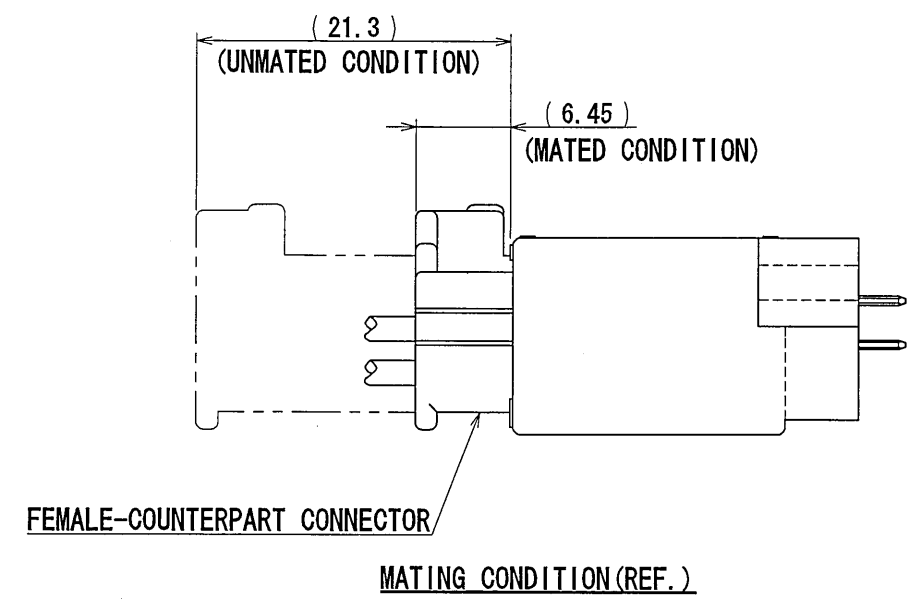 (21.3)
(UNMATED CONDITION)
(6.45)
(MATED CONDITION)
FEMALE-COUNTERPART CONNECTOR
MATING CONDITION(REF.)